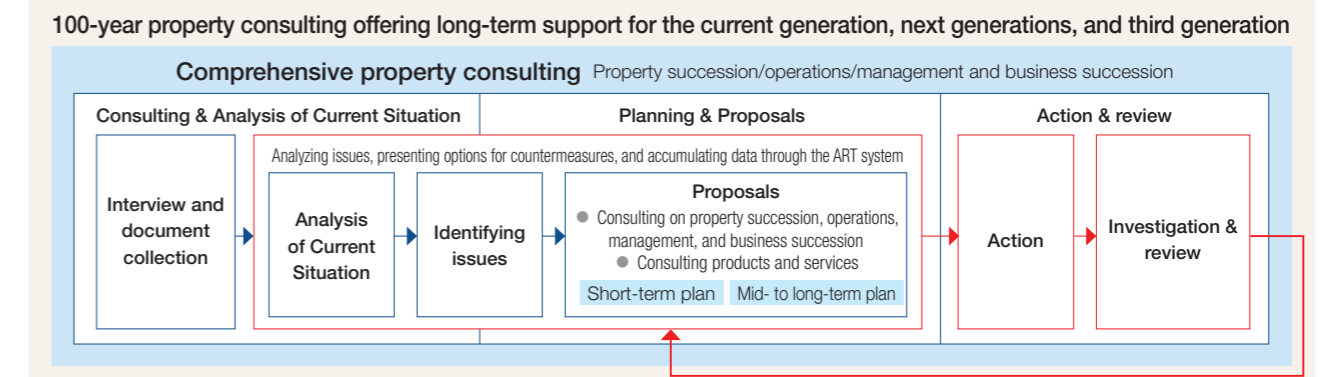 100-year property consulting offering long-term support for the current generation, next generations, and third generation
Comprehensive property consulting Property succession/operations/management and business succession
Consulting & Analysis of Current Situation
Planning & Proposals
Action & review
Analyzing issues, presenting options for countermeasures, and accumulating data through the ART system
Interview and
document
collection
Analysis
of Current
Situation
Identifying
issues
Proposals
● Consulting on property succession, operations,
management, and business succession
● Consulting products and services
Short-term plan
Mid- to long-term plan
Action
Investigation &
review